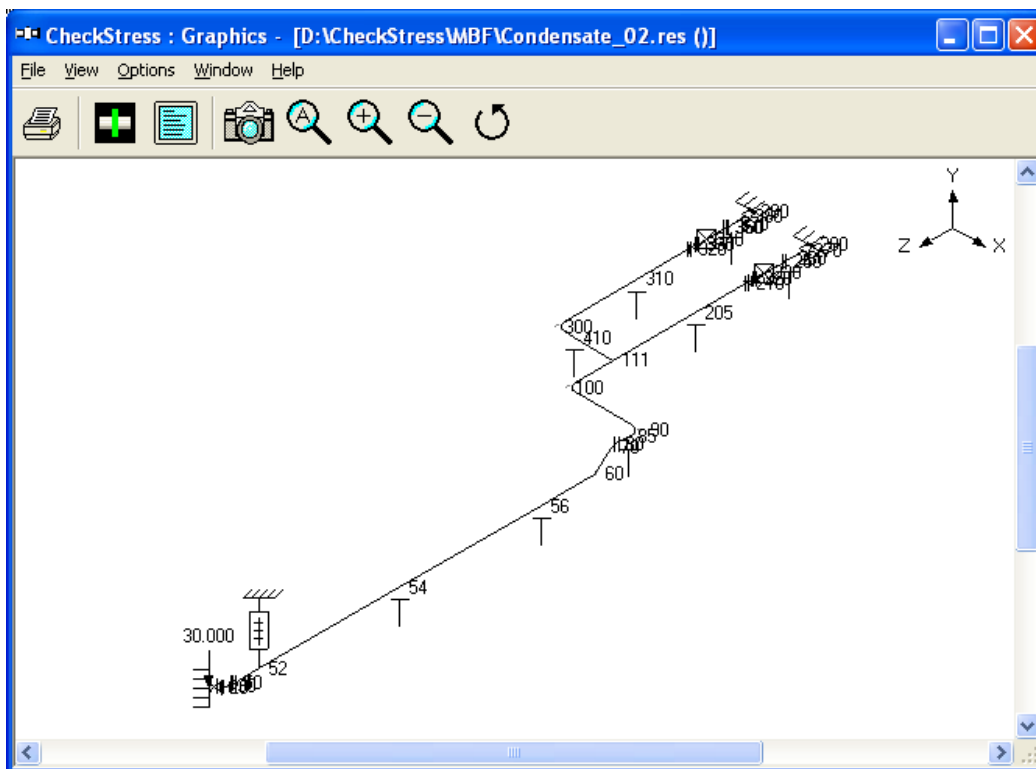 CheckStress : Graphics - [D:\CheckStress\MBF\Condensate_02.res ()]
File View Options Window Help
A
Y
Z X
310
205
300
410
111
100
90
85
60
56
54
30.000
52